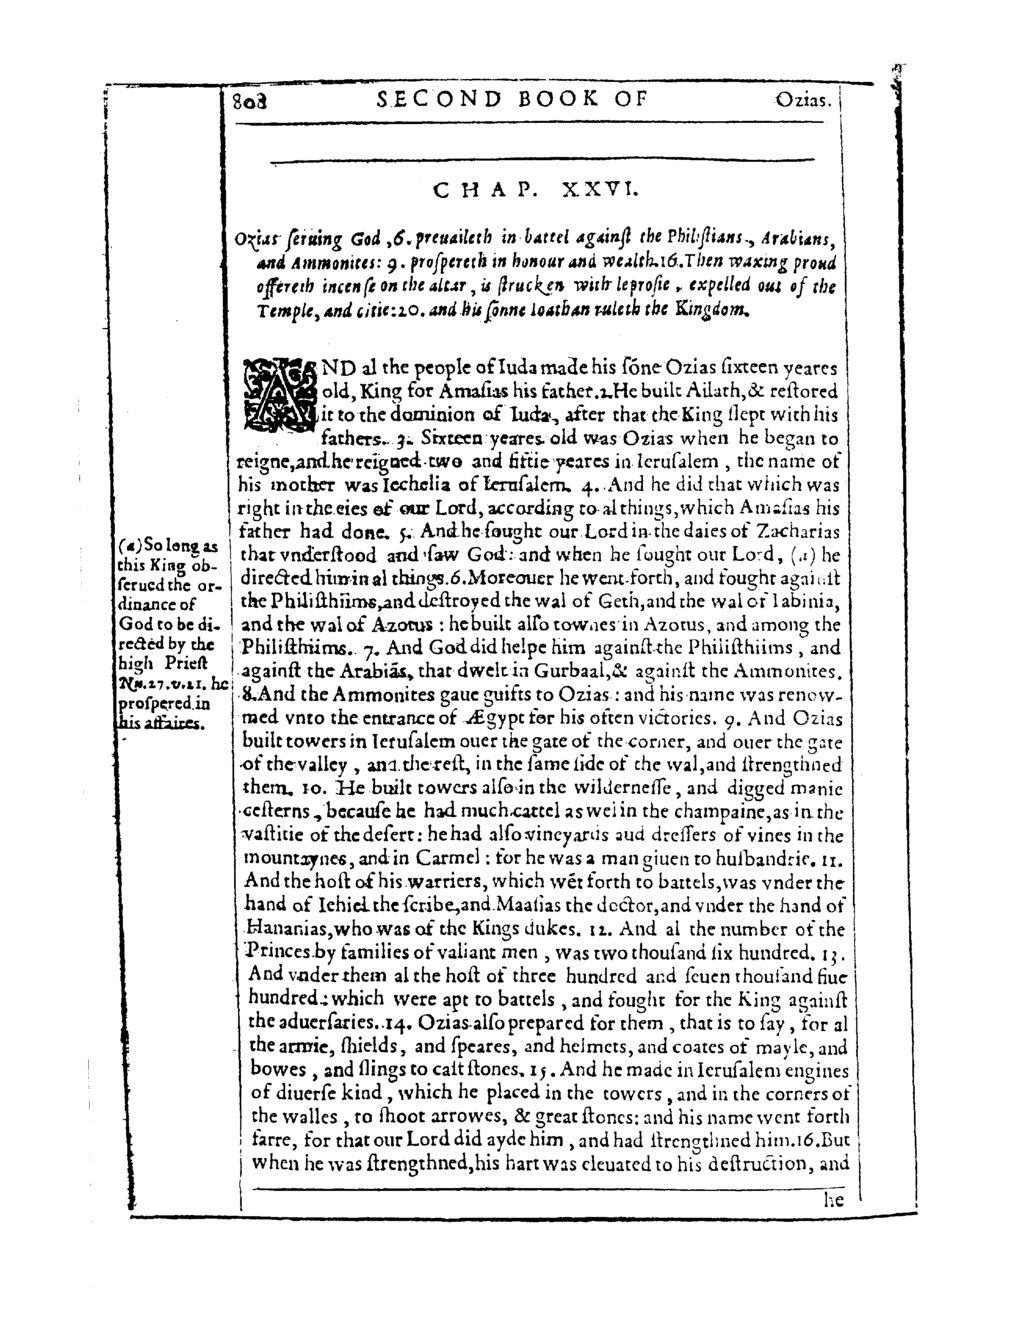 808 SECOND BOOK OF Ozias.
CHAP. XXVI.
Ozias ſeruing God, 6. preuaileth in battel againſt the Philiſtians, Arabians,
and Ammonites: 9. proſpereth in honour and wealth. 16. Then waxing proud
offereth incenſe on the altar, is ſtrucken with leproſie, expelled out of the
Temple, and citie: 20. and his ſonne Ioathan ruleth the Kingdom.
AND al the people of Iuda made his ſóne Ozias ſixteen yeares
old, King for Amaſias his father. 2. He built Ailath, & reſtored
it to the dominion of Iuda, after that the King ſlept with his
fathers. 3. Sixteen yeares old was Ozias when he began to
reigne, and he reigned two and fiftie yeares in Ieruſalem, the name of
his mother was Iechelia of Ieruſalem. 4. And he did that which was
right in the eies of our Lord, according to al things, which Amaſias his
father had done. 5. And he ſought our Lord in the daies of Zacharias
that vnderſtood and ſaw God: and when he ſought our Lord, (a) he
directed him in al things. 6. Moreouer he went forth, and fought againſt
the Philiſthiims, and deſtroyed the wal of Geth, and the wal of Iabinia,
and the wal of Azotus: he built alſo townes in Azotus, and among the
Philiſthiims. 7. And God did helpe him againſt the Philiſthiims, and
againſt the Arabiãs, that dwelt in Gurbaal, & againſt the Ammonites.
8. And the Ammonites gaue guifts to Ozias: and his name was renow-
med vnto the entrance of Ægypt for his often victories. 9. And Ozias
built towers in Ieruſalem ouer the gate of the corner, and ouer the gate
of the valley, and the reſt, in the ſame ſide of the wal, and ſtrengthned
them. 10. He built towers alſo in the wilderneſſe, and digged manie
ceſterns, becauſe he had much cattel as wel in the champaine, as in the
vaſtitie of the deſert: he had alſo vineyards aud dreſſers of vines in the
mountaynes, and in Carmel: for he was a man giuen to huſbandrie. 11.
And the hoſt of his warriers, which wẽt forth to battels, was vnder the
hand of Iehiel the ſcribe, and Maaſias the doctor, and vnder the hand of
Hananias, who was of the Kings dukes. 12. And al the number of the
Princes by families of valiant men, was two thouſand ſix hundred. 13.
And vnder them al the hoſt of three hundred and ſeuen thouſand fiue
hundred: which were apt to battels, and fought for the King againſt
the aduerſaries. 14. Ozias alſo prepared for them, that is to ſay, for al
the armie, ſhields, and ſpeares, and helmets, and coates of mayle, and
bowes, and ſlings to caſt ſtones. 15. And he made in Ieruſalem engines
of diuerſe kind, which he placed in the towers, and in the corners of
the walles, to ſhoot arrowes, & great ſtones: and his name went forth
farre, for that our Lord did ayde him, and had ſtrengthned him. 16. But
when he was ſtrengthned, his hart was eleuated to his deſtruction, and
he
(a) So long as
this King ob-
ſerued the or-
dinance of
God to be di-
rected by the
high Prieſt
Nu. 27. v. 21. he
proſpered in
his affaires.